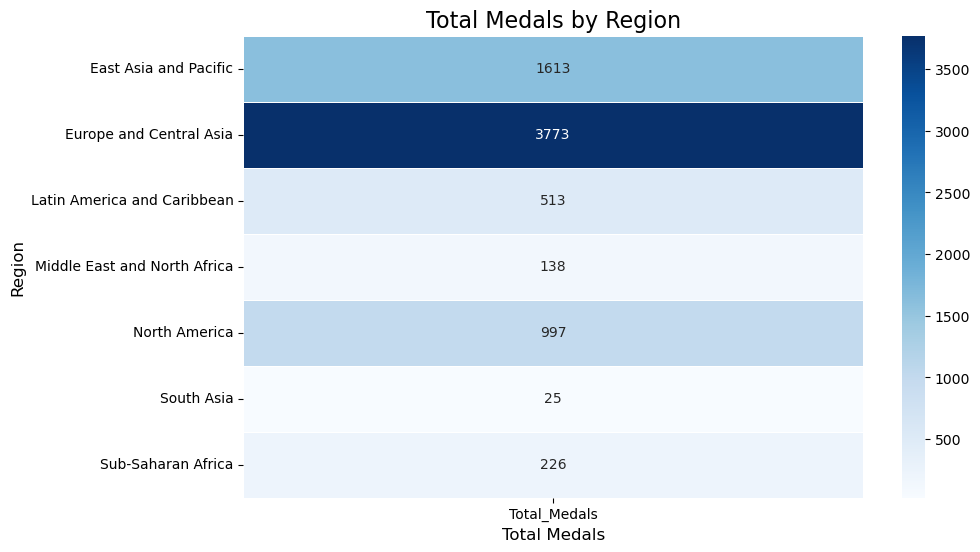 Total Medals by Region
East Asia and Pacific
1613
Europe and Central Asia
3773
Latin America and Caribbean
513
Middle East and North Africa
138
North America
997
South Asia
25
Sub-Saharan Africa
226
Region
Total_Medals
Total Medals
3500
3000
2500
2000
1500
1000
500